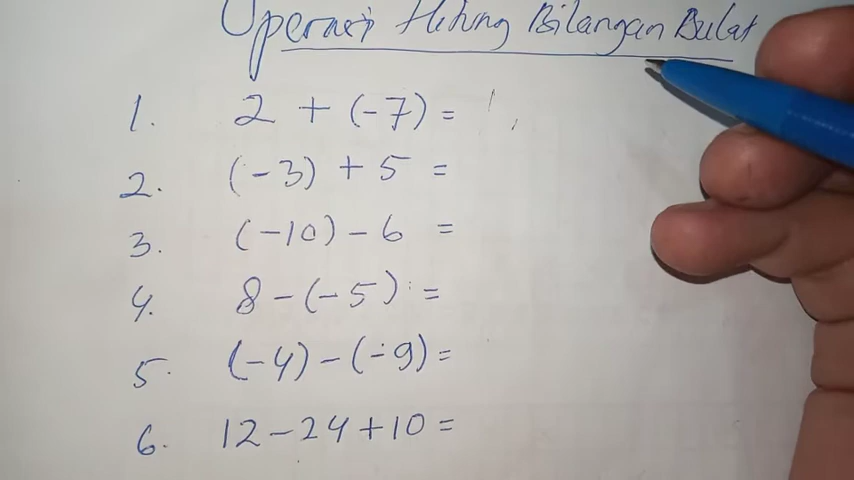 Operasi Hitung Bilangan Bulat
1. 2 + (-7) =
2. (-3) + 5 =
3. (-10) - 6 =
4. 8 - (-5) =
5. (-4) - (-9) =
6. 12 - 24 + 10 =